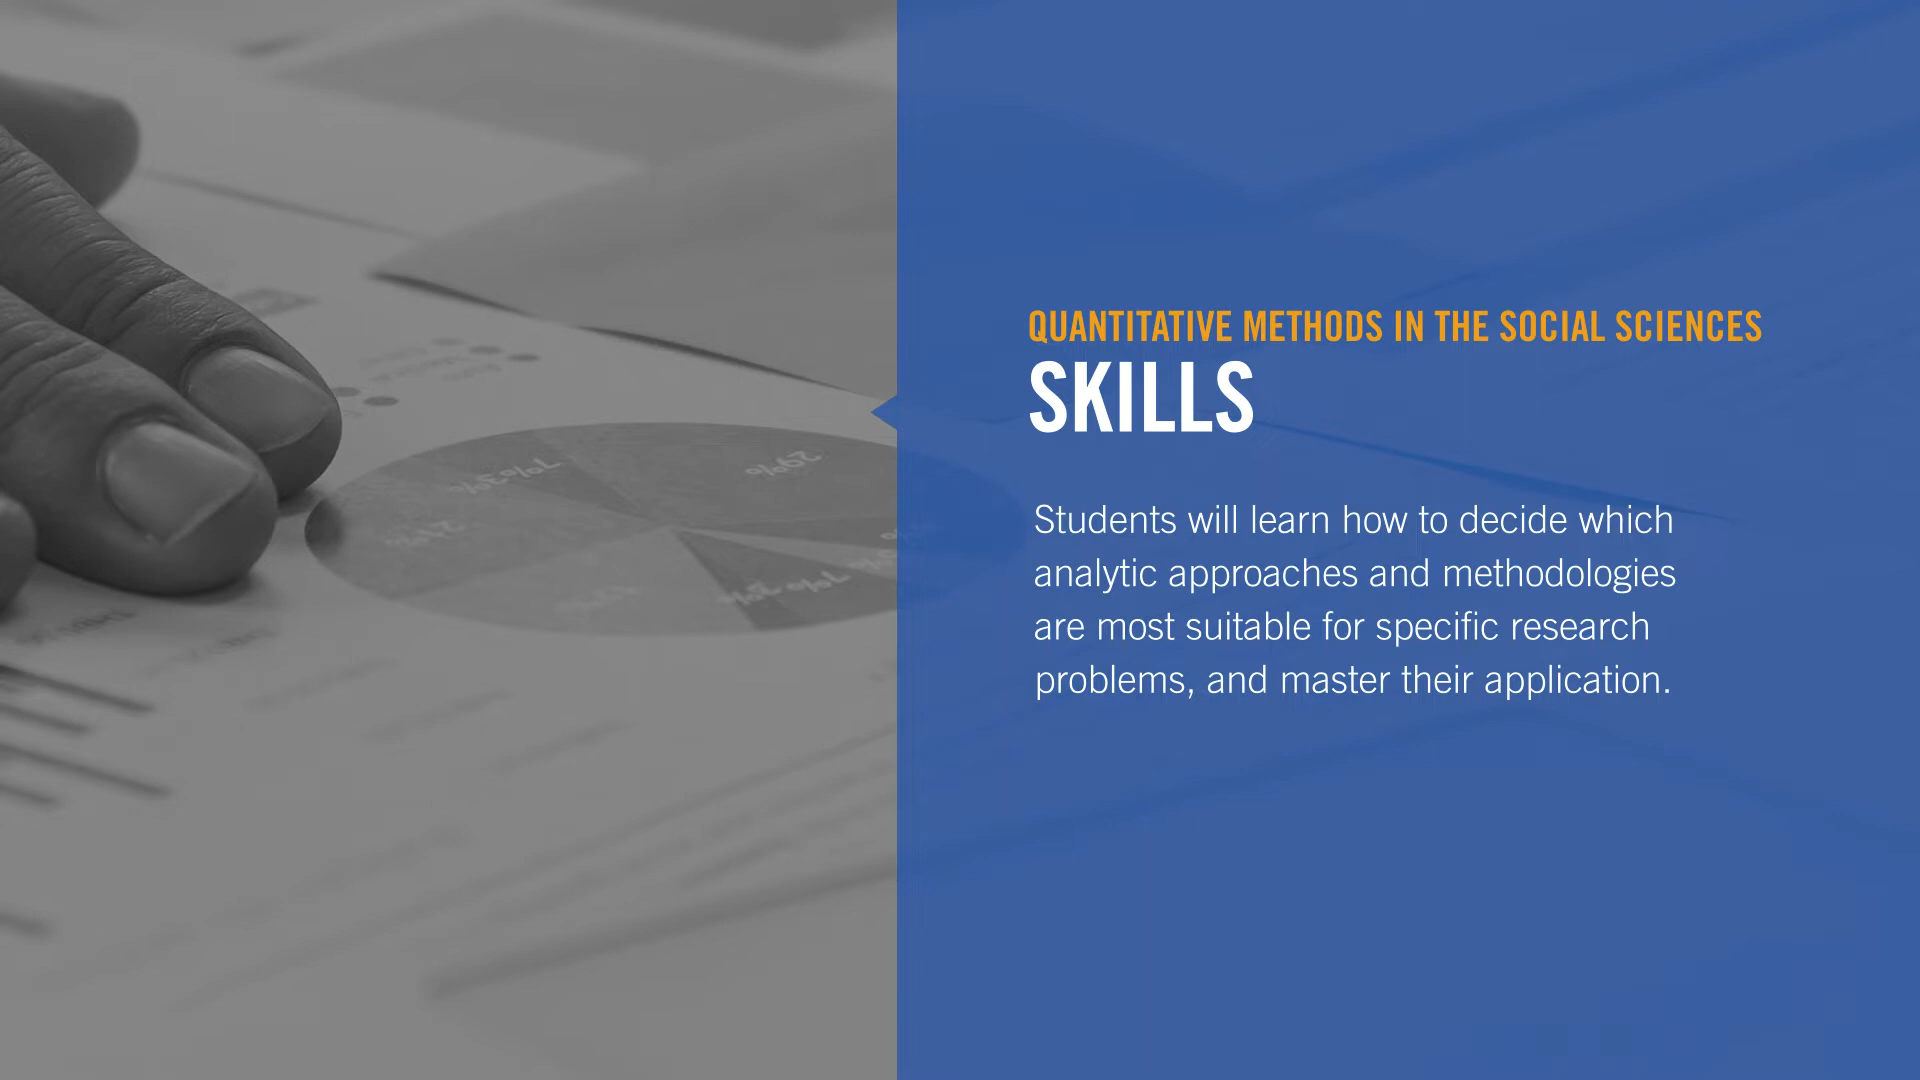 QUANTITATIVE METHODS IN THE SOCIAL SCIENCES
SKILLS
Students will learn how to decide which
analytic approaches and methodologies
are most suitable for specific research
problems, and master their application.
29%